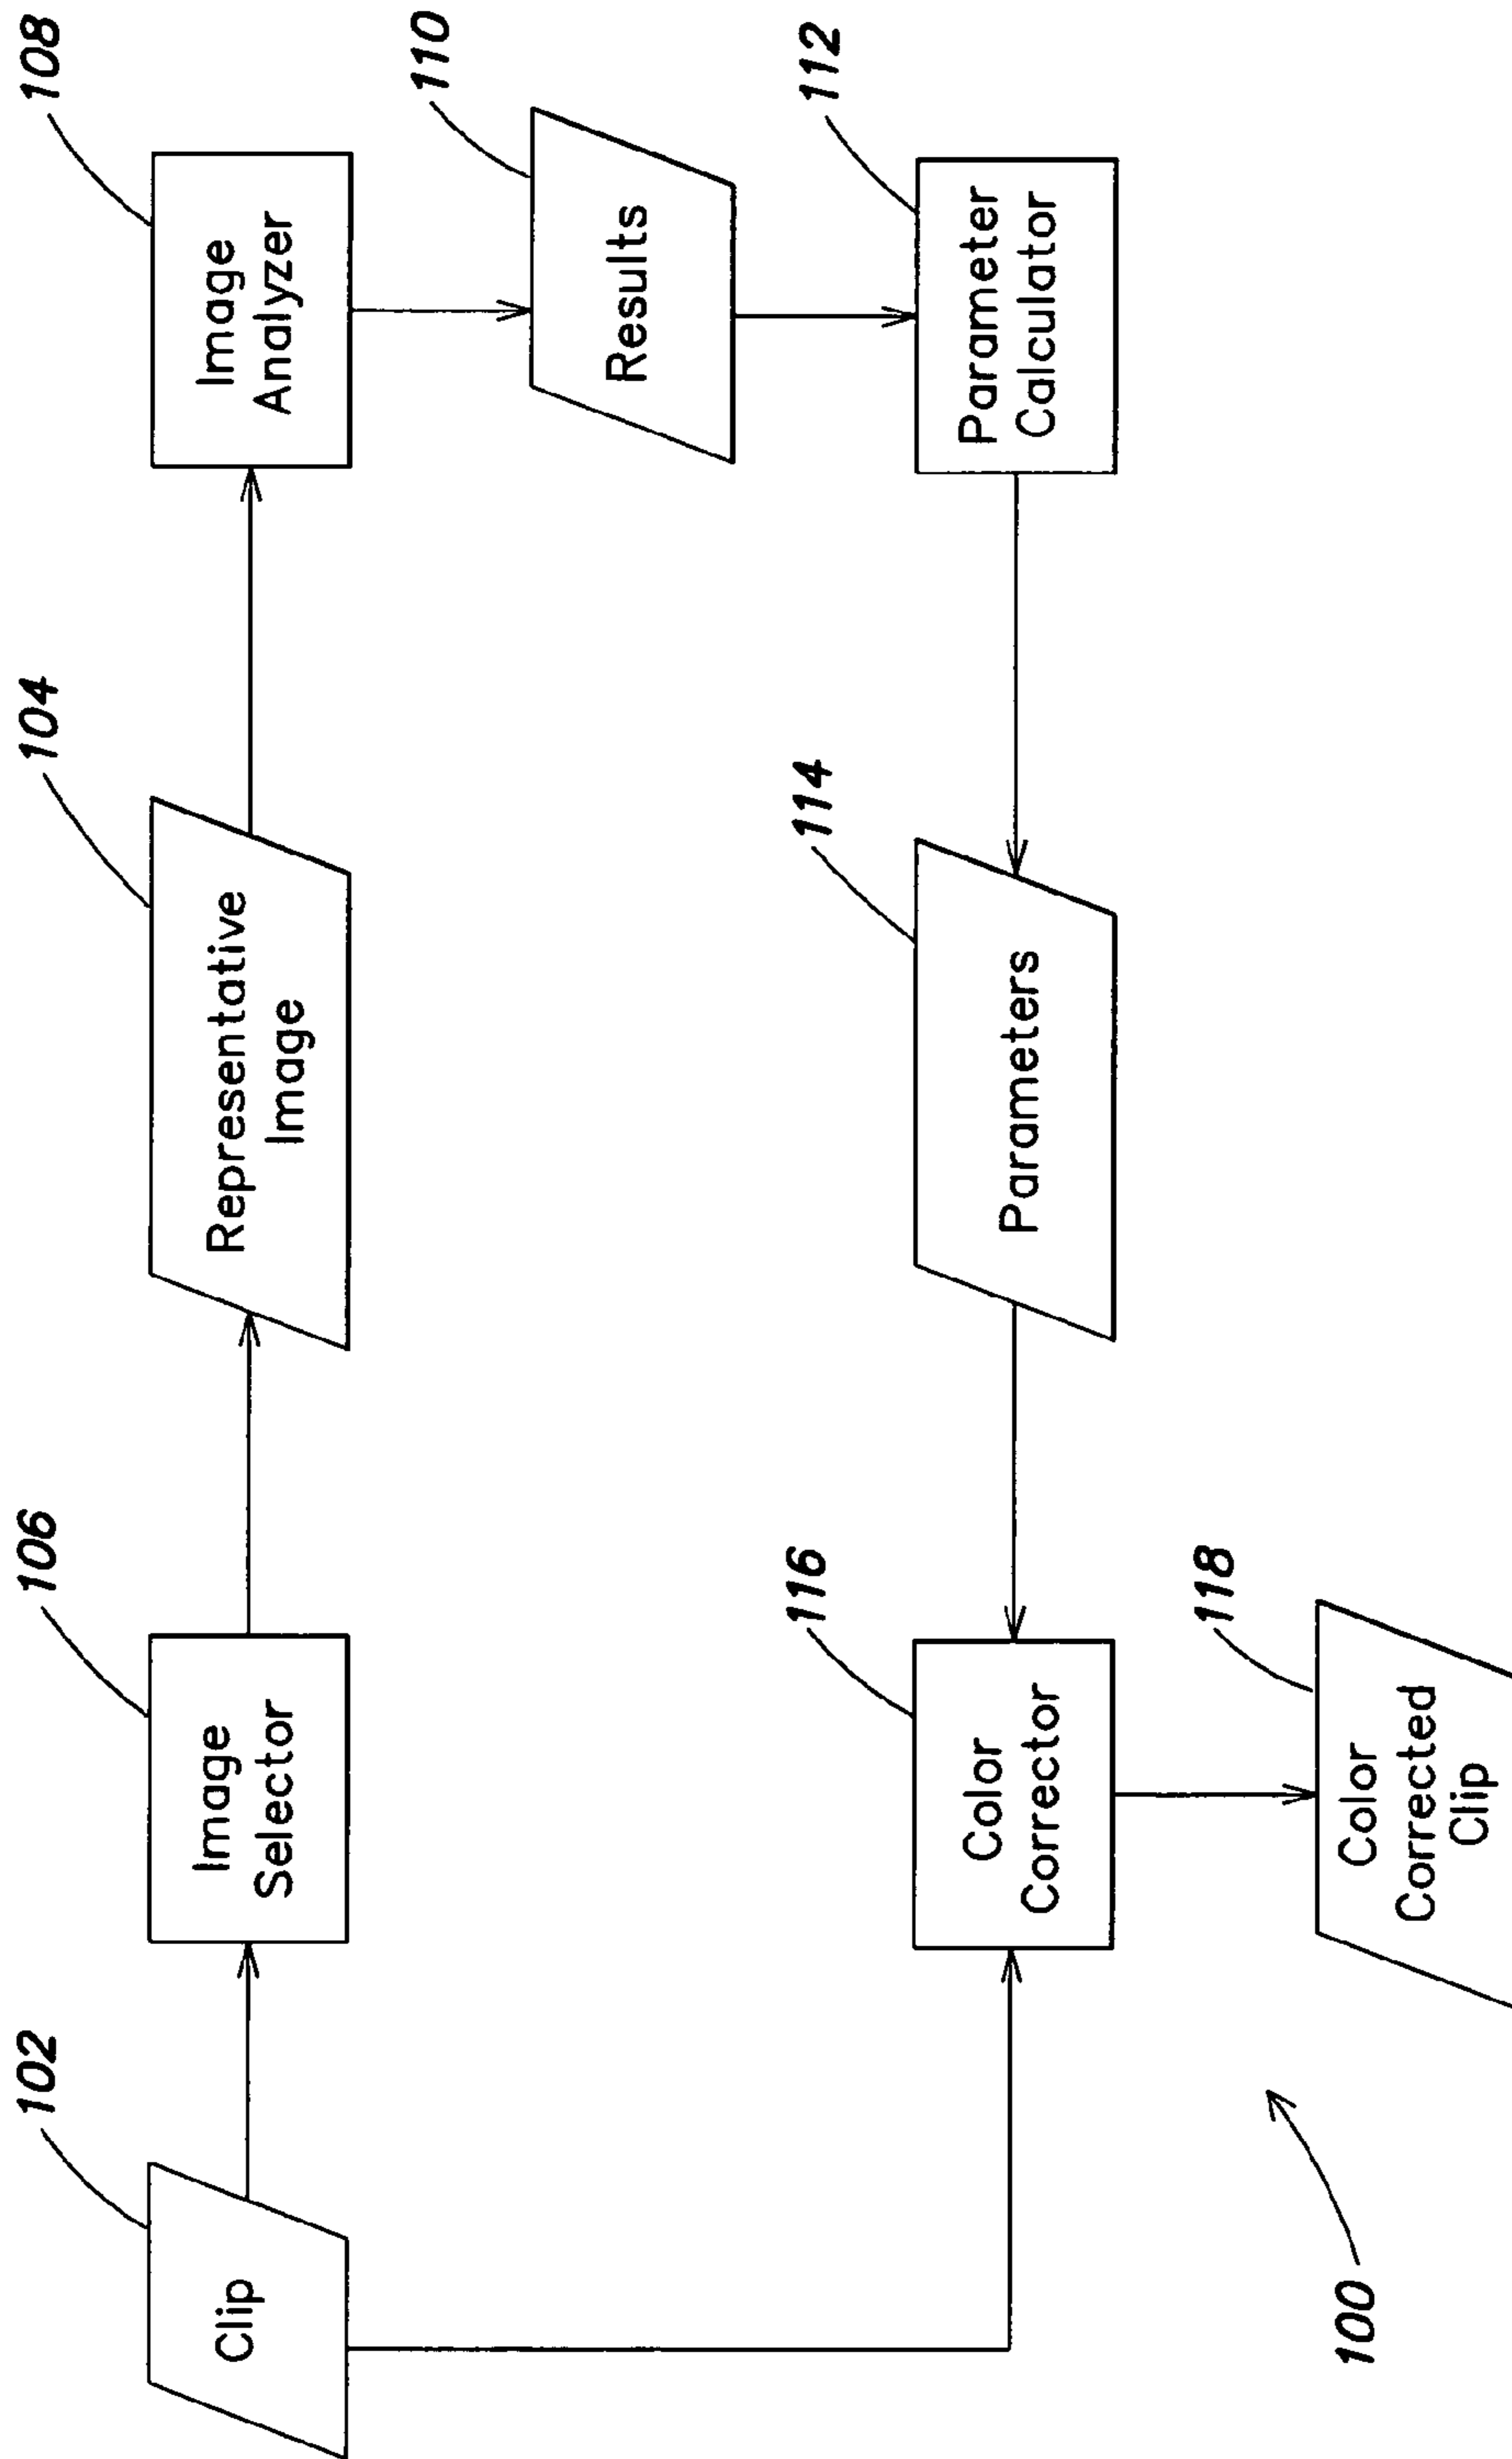 102
106
104
108
Clip
Image
Selector
Representative
Image
Image
Analyzer
110
Results
116
114
112
Color
Corrector
Parameters
Parameter
Calculator
118
Color
Corrected
Clip
100